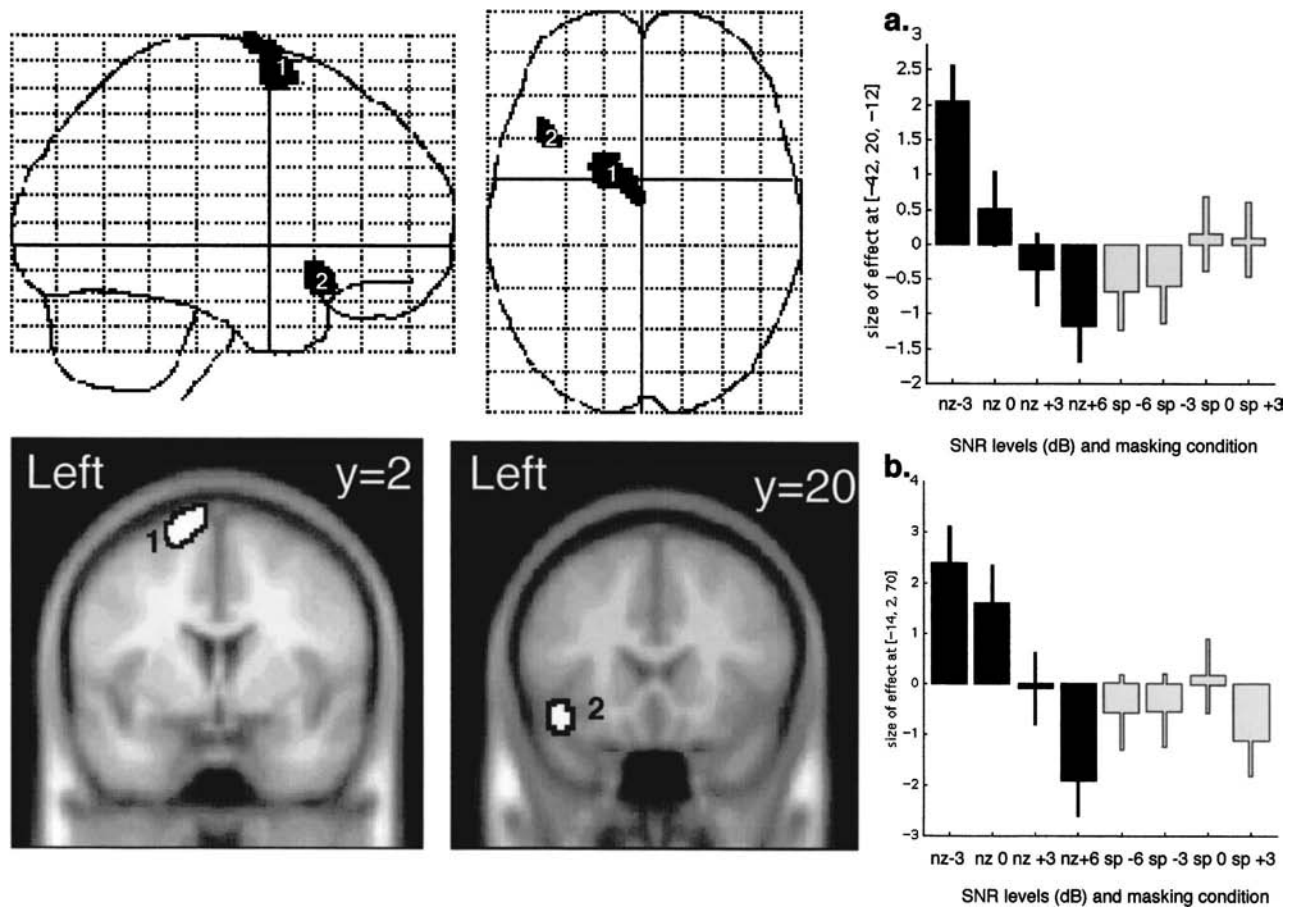 1
2
2
1
Left y=2
1
Left y=20
2
a.
size of effect at [-42, 20, -12]
3
2.5
2
1.5
1
0.5
0
-0.5
-1
-1.5
-2
nz-3 nz 0 nz +3 nz+6 sp -6 sp -3 sp 0 sp +3
SNR levels (dB) and masking condition
b.
size of effect at [-14, 2, 70]
4
3
2
1
0
-1
-2
-3
nz-3 nz 0 nz +3 nz+6 sp -6 sp -3 sp 0 sp +3
SNR levels (dB) and masking condition